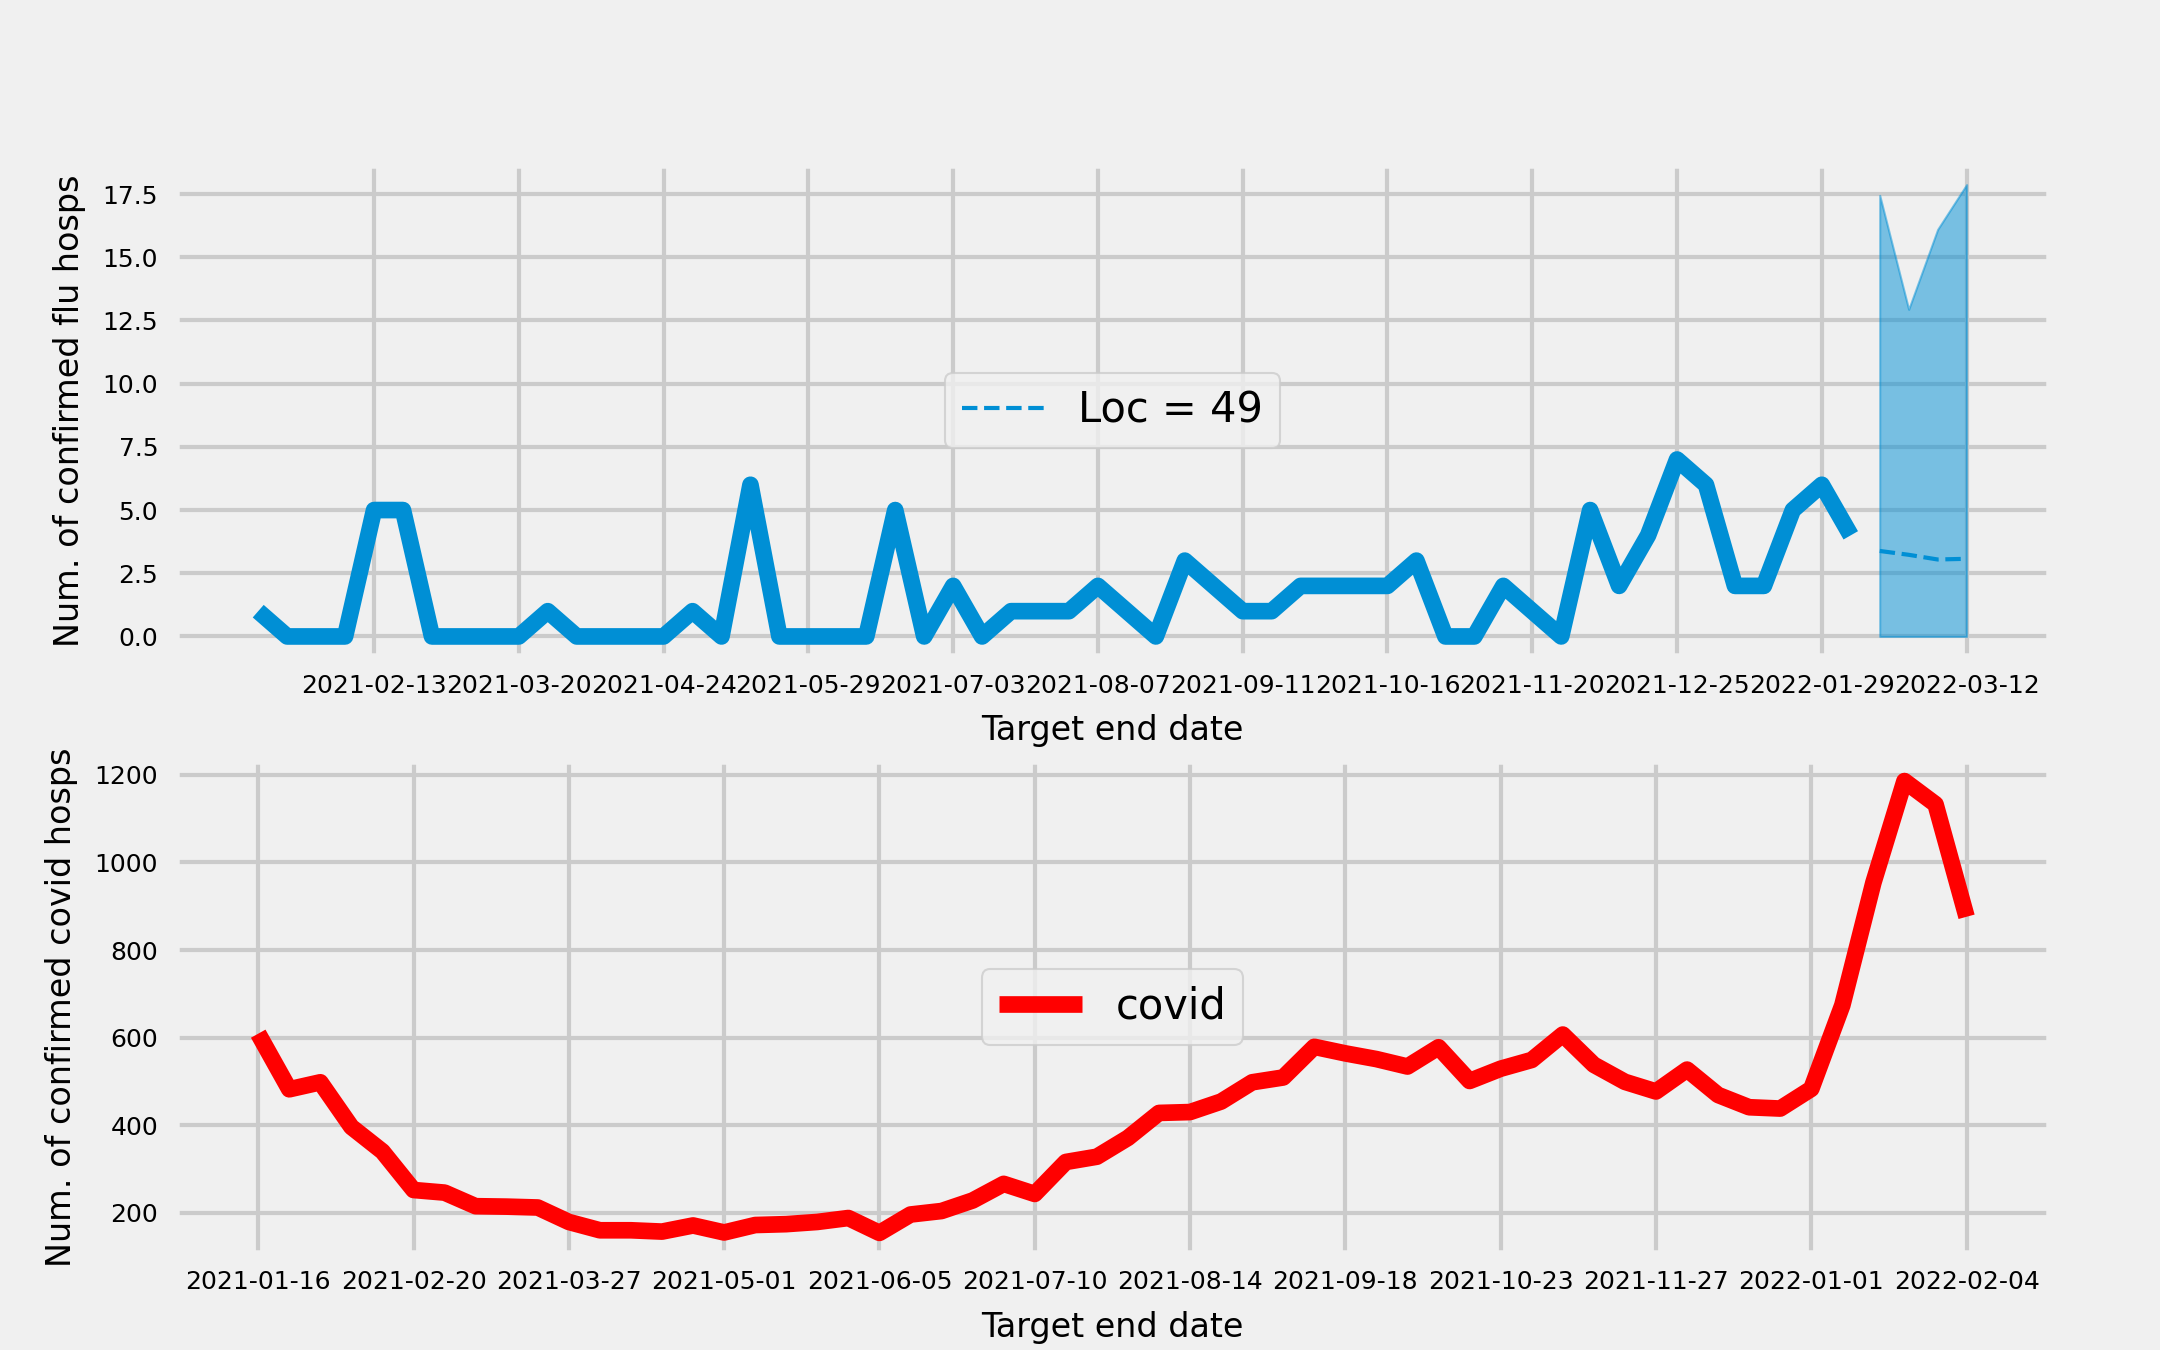 Num. of confirmed flu hosps
17.5
15.0
12.5
10.0
7.5
5.0
2.5
0.0
Loc = 49
2021-02-13 2021-03-20 2021-04-24 2021-05-29 2021-07-03 2021-08-07 2021-09-11 2021-10-16 2021-11-20 2021-12-25 2022-01-29 2022-03-12
Target end date
Num. of confirmed covid hosps
1200
1000
800
600
400
200
covid
2021-01-16 2021-02-20 2021-03-27 2021-05-01 2021-06-05 2021-07-10 2021-08-14 2021-09-18 2021-10-23 2021-11-27 2022-01-01 2022-02-04
Target end date